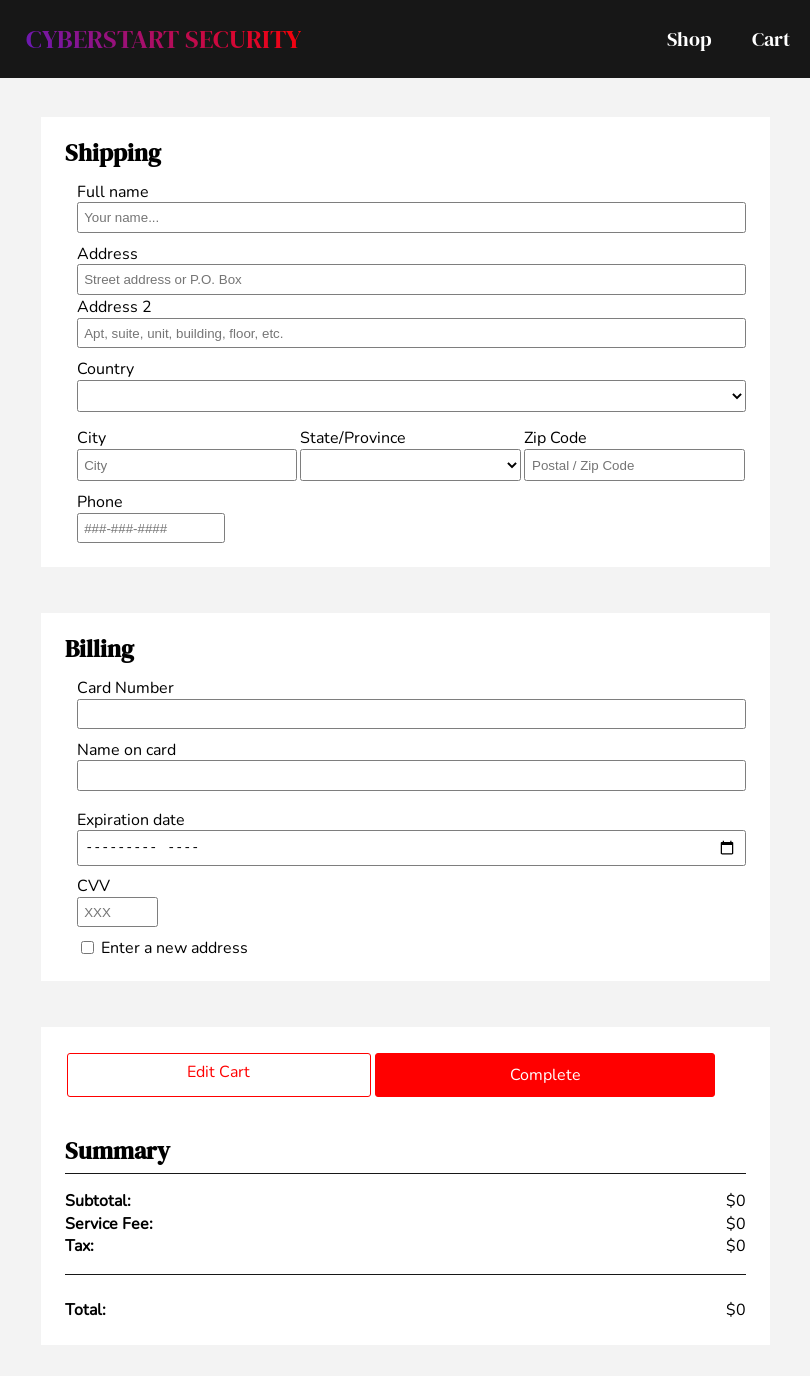 CYBERSTART SECURITY Shop Cart
Shipping
Full name
Your name...
Address
Street address or P.O. Box
Address 2
Apt, suite, unit, building, floor, etc.
Country
City State/Province Zip Code
City Postal / Zip Code
Phone
###-###-####
Billing
Card Number
Name on card
Expiration date
--------- ----
CVV
XXX
Enter a new address
Edit Cart Complete
Summary
Subtotal: $0
Service Fee: $0
Tax: $0
Total: $0